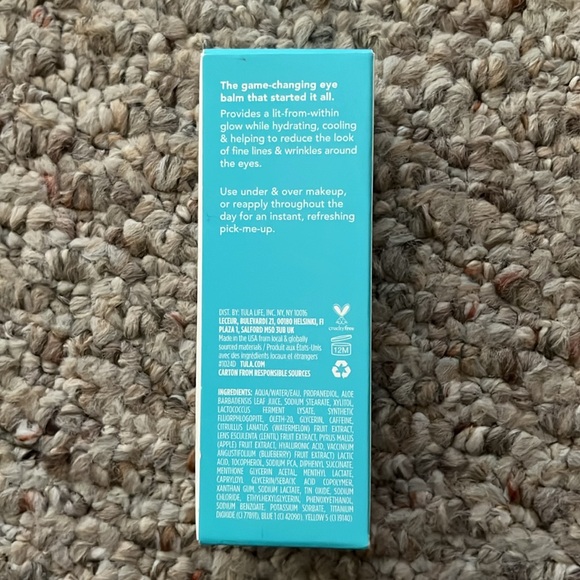 The game-changing eye
balm that started it all.
Provides a lit-from-within
glow while hydrating, cooling
& helping to reduce the look
of fine lines & wrinkles around
the eyes.
Use under & over makeup,
or reapply throughout the
day for an instant, refreshing
pick-me-up.
DIST. BY: TULA LIFE, INC. NY, NY 10016
LECEUR, BULEVARDI 21, 00180 HELSINKI, FI
PLAZA 1, SALFORD M50 3UB UK
Made in the USA from local & globally
sourced materials / Produit aux États-Unis
avec des ingrédients locaux et étrangers
#10240 TULA.COM
CARTON FROM RESPONSIBLE SOURCES
cruelty free
12M
INGREDIENTS: AQUA/WATER/EAU, PROPANEDIOL, ALOE
BARBADENSIS LEAF JUICE, SODIUM STEARATE, XYLITOL,
LACTOCOCCUS FERMENT LYSATE, SYNTHETIC
FLUORPHLOGOPITE, OLETH-20, GLYCERIN, CAFFEINE,
CITRULLUS LANATUS (WATERMELON) FRUIT EXTRACT,
LENS ESCULENTA (LENTIL) FRUIT EXTRACT, PYRUS MALUS
(APPLE) FRUIT EXTRACT, HYALURONIC ACID, VACCINIUM
ANGUSTIFOLIUM (BLUEBERRY) FRUIT EXTRACT, LACTIC
ACID, TOCOPHEROL, SODIUM PCA, DIPHENYL SUCCINATE,
MENTHONE GLYCERIN ACETAL, MENTHYL LACTATE,
CAPRYLOYL GLYCERIN/SEBACIC ACID COPOLYMER,
XANTHAN GUM, SODIUM LACTATE, TIN OXIDE, SODIUM
CHLORIDE, ETHYLHEXYLGLYCERIN, PHENOXYETHANOL,
SODIUM BENZOATE, POTASSIUM SORBATE, TITANIUM
DIOXIDE (CI 77891), BLUE 1 (CI 42090), YELLOW 5 (CI 19140)